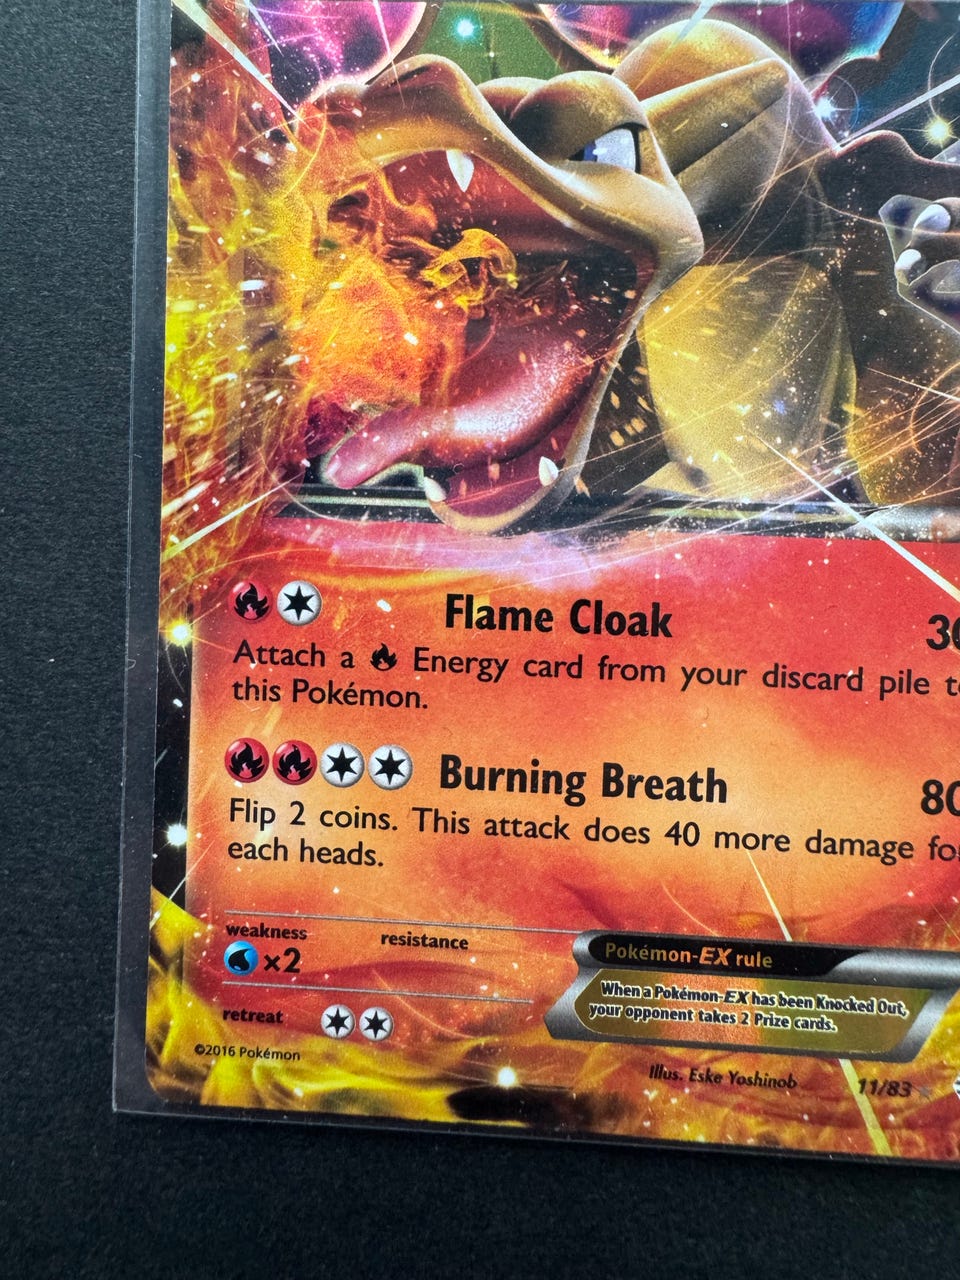 Flame Cloak 30
Attach a Energy card from your discard pile to
this Pokémon.
Burning Breath 80
Flip 2 coins. This attack does 40 more damage for
each heads.
weakness
×2
resistance
retreat
Pokémon-EX rule
When a Pokémon-EX has been Knocked Out,
your opponent takes 2 Prize cards.
©2016 Pokémon
Illus. Eske Yoshinob
11/83